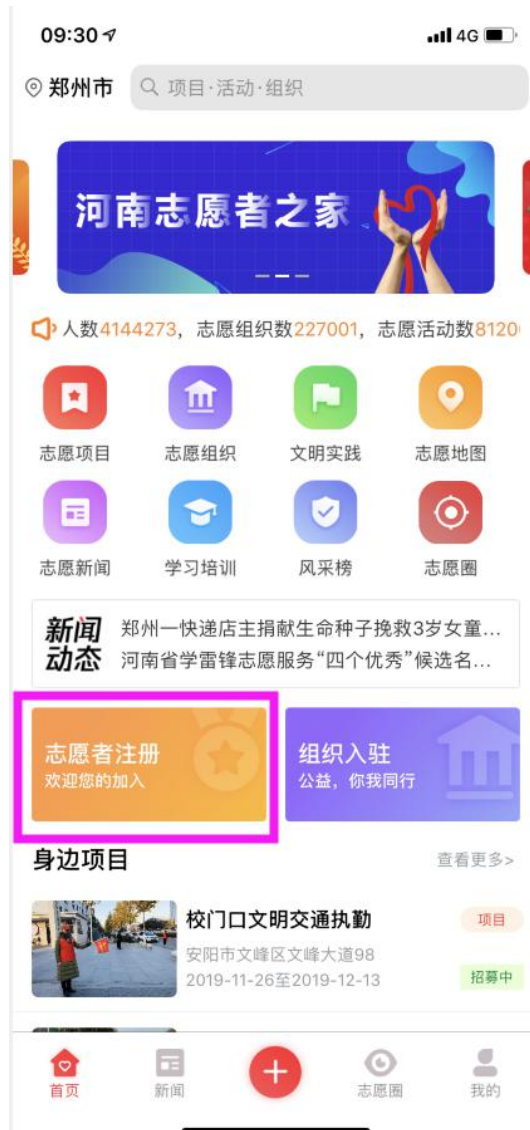 09:30
4G
郑州市
项目·活动·组织
河南志愿者之家
人数4144273，志愿组织数227001，志愿活动数8120
志愿项目
志愿组织
文明实践
志愿地图
志愿新闻
学习培训
风采榜
志愿圈
新闻
动态
郑州一快递店主捐献生命种子挽救3岁女童...
河南省学雷锋志愿服务“四个优秀”候选名...
志愿者注册
欢迎您的加入
组织入驻
公益，你我同行
身边项目
查看更多>
校门口文明交通执勤
项目
安阳市文峰区文峰大道98
2019-11-26至2019-12-13
招募中
首页
新闻
志愿圈
我的